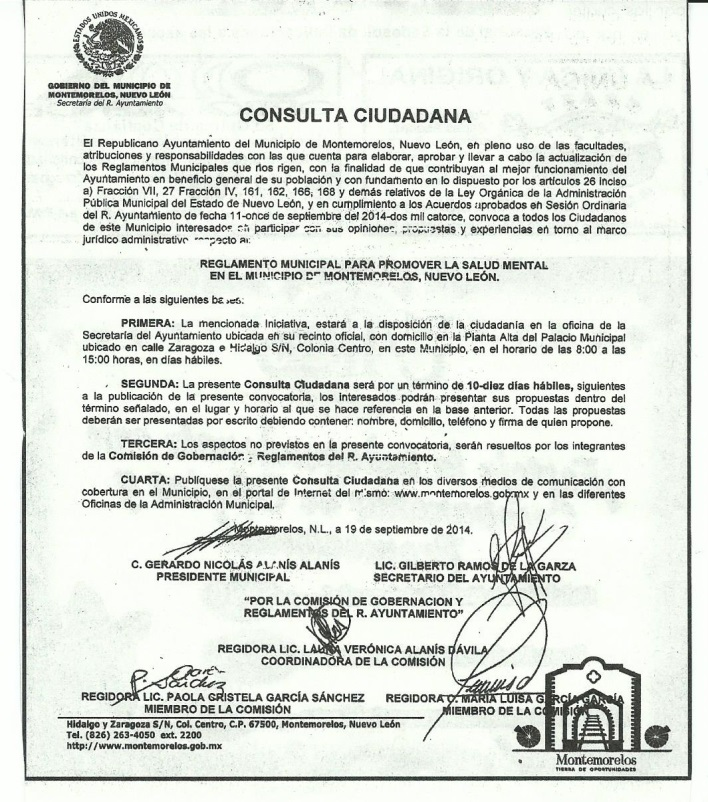 ESTADOS UNIDOS MEXICANOS
GOBIERNO DEL MUNICIPIO DE
MONTEMORELOS, NUEVO LEÓN
Secretaría del R. Ayuntamiento
CONSULTA CIUDADANA
El Republicano Ayuntamiento del Municipio de Montemorelos, Nuevo León, en pleno uso de las facultades,
atribuciones y responsabilidades con las que cuenta para elaborar, aprobar y llevar a cabo la actualización de
los Reglamentos Municipales que nos rigen, con la finalidad de que contribuyan al mejor funcionamiento del
Ayuntamiento en beneficio general de su población y con fundamento en lo dispuesto por los artículos 26 inciso
a) Fracción VII, 27 Fracción IV, 161, 162, 166, 168 y demás relativos de la Ley Orgánica de la Administración
Pública Municipal del Estado de Nuevo León, y en cumplimiento a los Acuerdos aprobados en Sesión Ordinaria
del R. Ayuntamiento de fecha 11-once de septiembre del 2014-dos mil catorce, convoca a todos los Ciudadanos
de este Municipio interesados en participar con sus opiniones, propuestas y experiencias en torno al marco
jurídico administrativo respecto al:
REGLAMENTO MUNICIPAL PARA PROMOVER LA SALUD MENTAL
EN EL MUNICIPIO DE MONTEMORELOS, NUEVO LEÓN.
Conforme a las siguientes bases:
PRIMERA: La mencionada Iniciativa, estará a la disposición de la ciudadanía en la oficina de la
Secretaría del Ayuntamiento ubicada en su recinto oficial, con domicilio en la Planta Alta del Palacio Municipal
ubicado en calle Zaragoza e Hidalgo S/N, Colonia Centro, en este Municipio, en el horario de las 8:00 a las
15:00 horas, en días hábiles.
SEGUNDA: La presente Consulta Ciudadana será por un término de 10-diez días hábiles, siguientes
a la publicación de la presente convocatoria, los interesados podrán presentar sus propuestas dentro del
término señalado, en el lugar y horario al que se hace referencia en la base anterior. Todas las propuestas
deberán ser presentadas por escrito debiendo contener: nombre, domicilio, teléfono y firma de quien propone.
TERCERA: Los aspectos no previstos en la presente convocatoria, serán resueltos por los integrantes
de la Comisión de Gobernación y Reglamentos del R. Ayuntamiento.
CUARTA: Publíquese la presente Consulta Ciudadana en los diversos medios de comunicación con
cobertura en el Municipio, en el portal de Internet del mismo: www.montemorelos.gob.mx y en las diferentes
Oficinas de la Administración Municipal.
Montemorelos, N.L., a 19 de septiembre de 2014.
C. GERARDO NICOLÁS ALANÍS ALANÍS
PRESIDENTE MUNICIPAL
LIC. GILBERTO RAMOS DE LA GARZA
SECRETARIO DEL AYUNTAMIENTO
"POR LA COMISIÓN DE GOBERNACION Y
REGLAMENTOS DEL R. AYUNTAMIENTO"
REGIDORA LIC. LAURA VERÓNICA ALANÍS DÁVILA
COORDINADORA DE LA COMISIÓN
REGIDORA LIC. PAOLA GRISTELA GARCÍA SÁNCHEZ
MIEMBRO DE LA COMISIÓN
REGIDORA C. MARIA LUISA GARCÍA GARCÍA
MIEMBRO DE LA COMISIÓN
Hidalgo y Zaragoza S/N, Col. Centro, C.P. 67500, Montemorelos, Nuevo León
Tel. (826) 263-4050 ext. 2200
http://www.montemorelos.gob.mx
Montemorelos
TIERRA DE OPORTUNIDADES